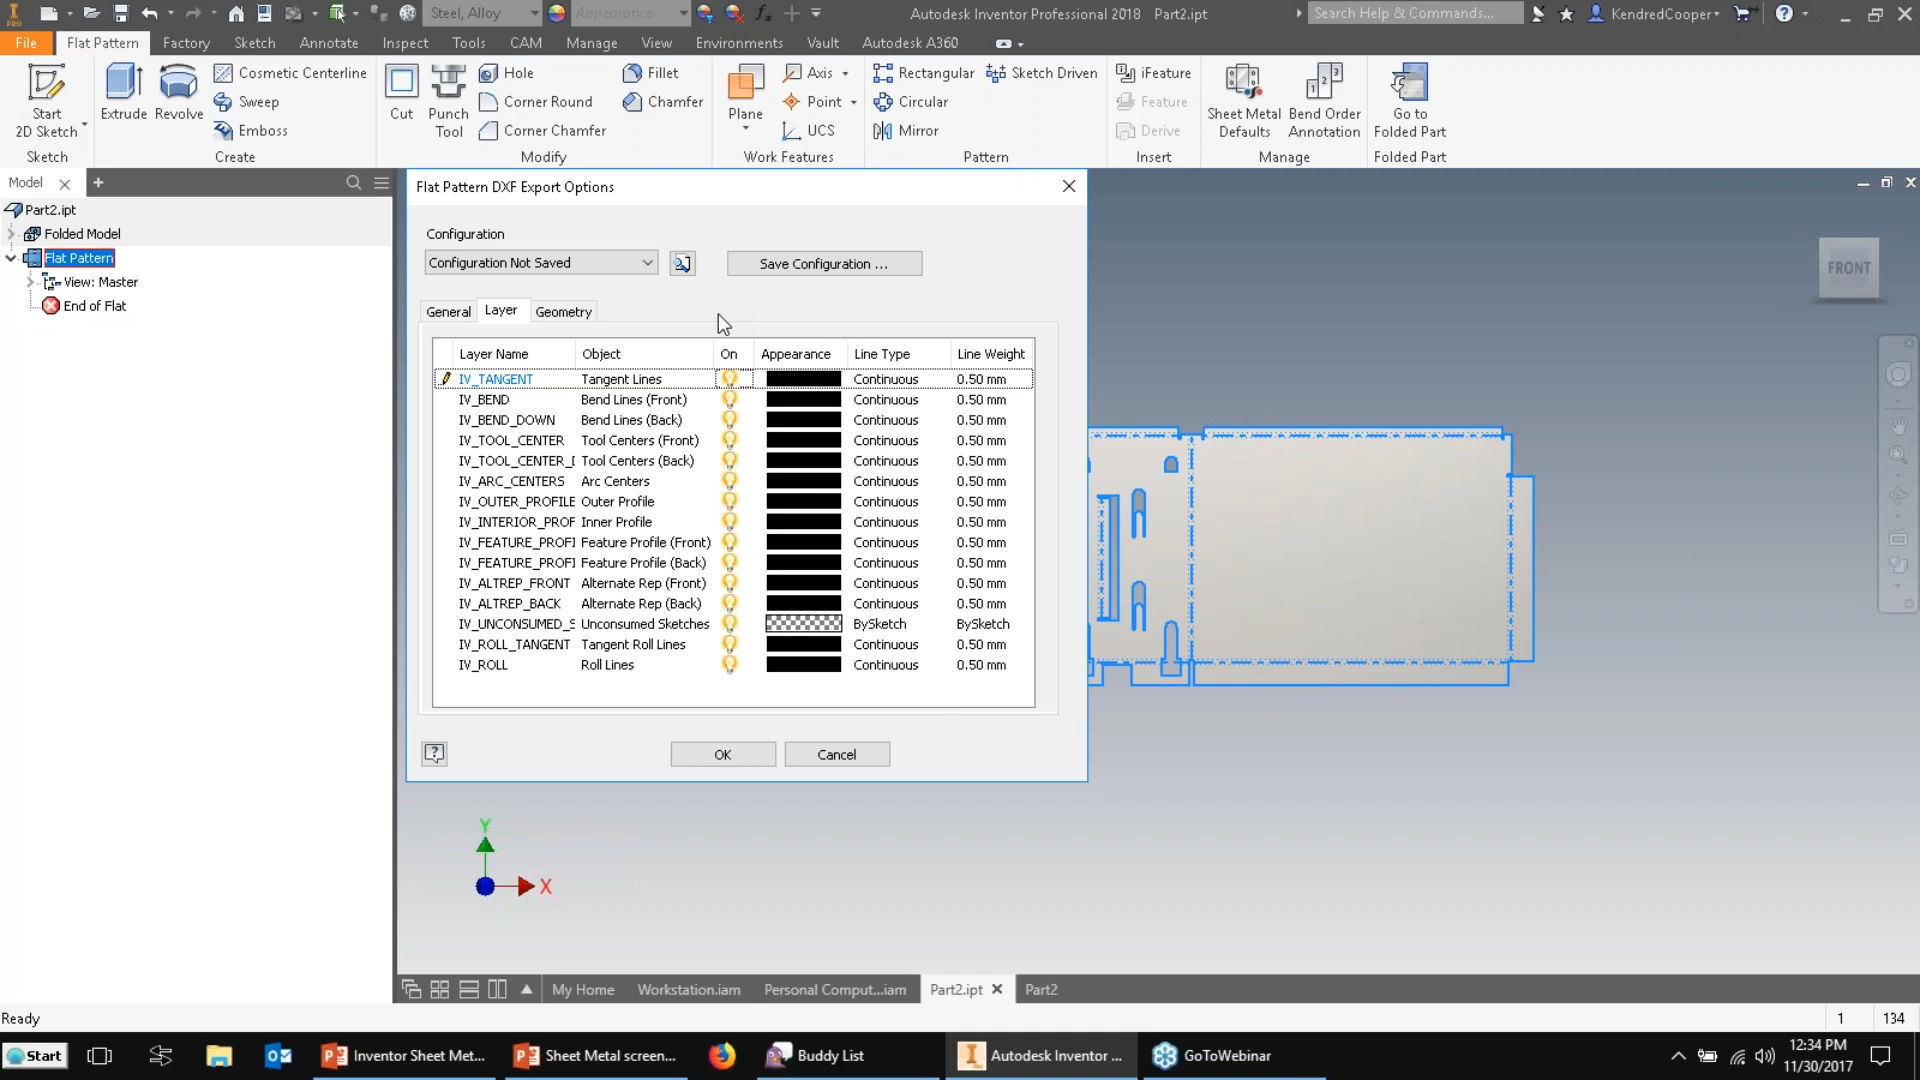 Steel, Alloy
Appearance
Autodesk Inventor Professional 2018 Part2.ipt
Search Help & Commands...
KendredCooper
File Flat Pattern Factory Sketch Annotate Inspect Tools CAM Manage View Environments Vault Autodesk A360
Start
2D Sketch
Sketch
Extrude
Revolve
Cosmetic Centerline
Sweep
Emboss
Create
Cut
Punch
Tool
Hole
Corner Round
Corner Chamfer
Fillet
Chamfer
Modify
Plane
Axis
Point
UCS
Work Features
Rectangular
Circular
Mirror
Sketch Driven
Pattern
iFeature
Feature
Derive
Insert
Sheet Metal
Defaults
Bend Order
Annotation
Manage
Go to
Folded Part
Folded Part
Model
Part2.ipt
Folded Model
Flat Pattern
View: Master
End of Flat
Flat Pattern DXF Export Options
Configuration
Configuration Not Saved
Save Configuration ...
General Layer Geometry
Layer Name Object On Appearance Line Type Line Weight
IV_TANGENT Tangent Lines Continuous 0.50 mm
IV_BEND Bend Lines (Front) Continuous 0.50 mm
IV_BEND_DOWN Bend Lines (Back) Continuous 0.50 mm
IV_TOOL_CENTER Tool Centers (Front) Continuous 0.50 mm
IV_TOOL_CENTER_ Tool Centers (Back) Continuous 0.50 mm
IV_ARC_CENTERS Arc Centers Continuous 0.50 mm
IV_OUTER_PROFILE Outer Profile Continuous 0.50 mm
IV_INTERIOR_PROF Inner Profile Continuous 0.50 mm
IV_FEATURE_PROFI Feature Profile (Front) Continuous 0.50 mm
IV_FEATURE_PROFI Feature Profile (Back) Continuous 0.50 mm
IV_ALTREP_FRONT Alternate Rep (Front) Continuous 0.50 mm
IV_ALTREP_BACK Alternate Rep (Back) Continuous 0.50 mm
IV_UNCONSUMED_S Unconsumed Sketches BySketch BySketch
IV_ROLL_TANGENT Tangent Roll Lines Continuous 0.50 mm
IV_ROLL Roll Lines Continuous 0.50 mm
OK Cancel
FRONT
Y
X
My Home Workstation.iam Personal Comput...iam Part2.ipt Part2
Ready 1 134
Start
Inventor Sheet Met...
Sheet Metal screen...
Buddy List
Autodesk Inventor ...
GoToWebinar
12:34 PM
11/30/2017